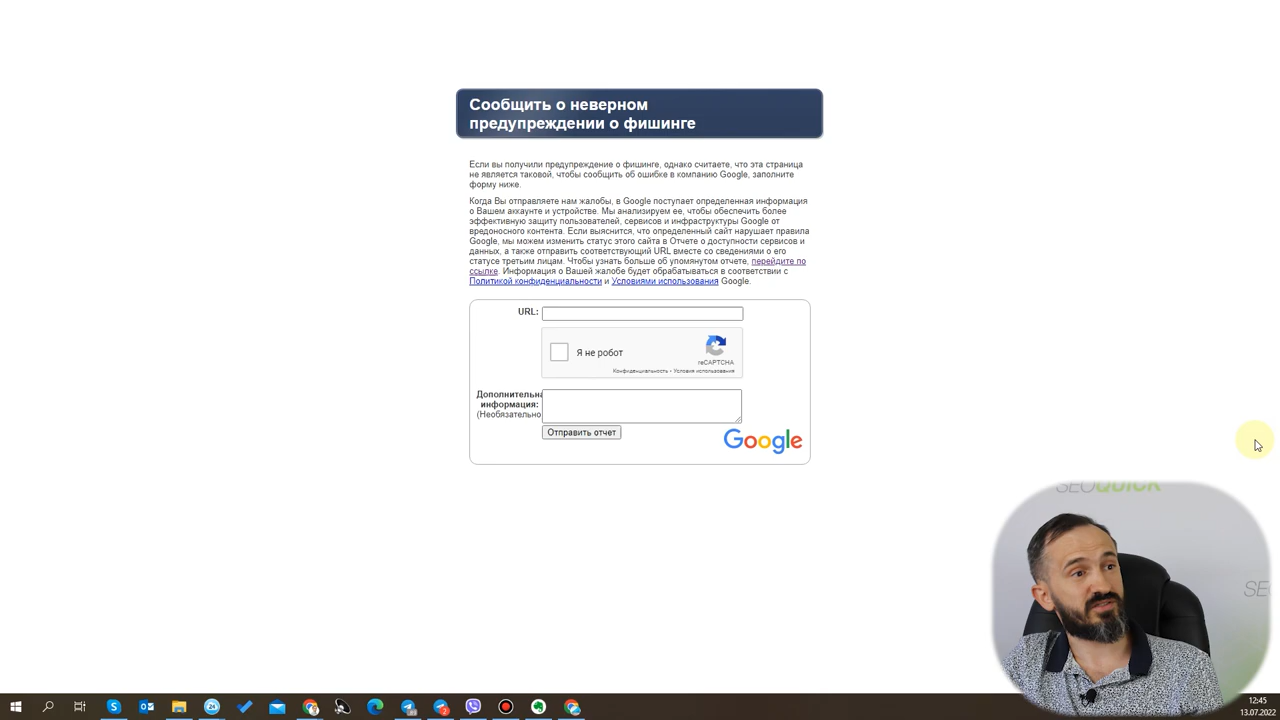 Сообщить о неверном
предупреждении о фишинге
Если вы получили предупреждение о фишинге, однако считаете, что эта страница
не является таковой, чтобы сообщить об ошибке в компанию Google, заполните
форму ниже.
Когда Вы отправляете нам жалобы, в Google поступает определенная информация
о Вашем аккаунте и устройстве. Мы анализируем ее, чтобы обеспечить более
эффективную защиту пользователей, сервисов и инфраструктуры Google от
вредоносного контента. Если выяснится, что определенный сайт нарушает правила
Google, мы можем изменить статус этого сайта в Отчете о доступности сервисов и
данных, а также отправить соответствующий URL вместе со сведениями о его
статусе третьим лицам. Чтобы узнать больше об упомянутом отчете, перейдите по
ссылке. Информация о Вашей жалобе будет обрабатываться в соответствии с
Политикой конфиденциальности и Условиями использования Google.
URL:
Я не робот
reCAPTCHA
Конфиденциальность - Условия использования
Дополнительна
информация:
(Необязательно
Отправить отчет
Google
SEOQUICK
SE
24
12:45
13.07.2022